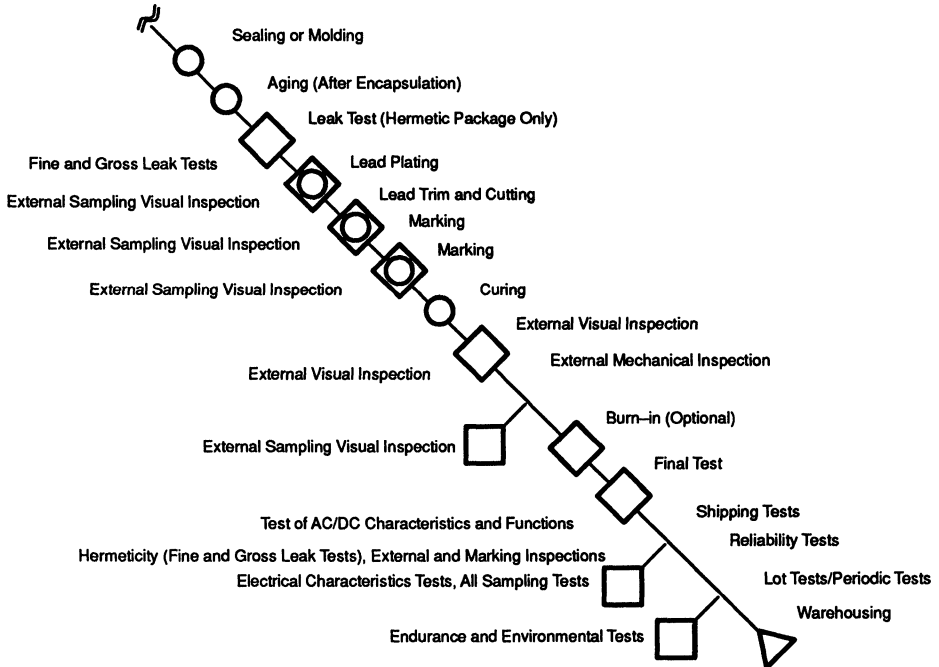 Sealing or Molding
Aging (After Encapsulation)
Leak Test (Hermetic Package Only)
Fine and Gross Leak Tests
Lead Plating
External Sampling Visual Inspection
Lead Trim and Cutting
Marking
External Sampling Visual Inspection
Marking
External Sampling Visual Inspection
Curing
External Visual Inspection
External Mechanical Inspection
External Visual Inspection
Burn–in (Optional)
External Sampling Visual Inspection
Final Test
Shipping Tests
Test of AC/DC Characteristics and Functions
Reliability Tests
Hermeticity (Fine and Gross Leak Tests), External and Marking Inspections
Electrical Characteristics Tests, All Sampling Tests
Lot Tests/Periodic Tests
Warehousing
Endurance and Environmental Tests